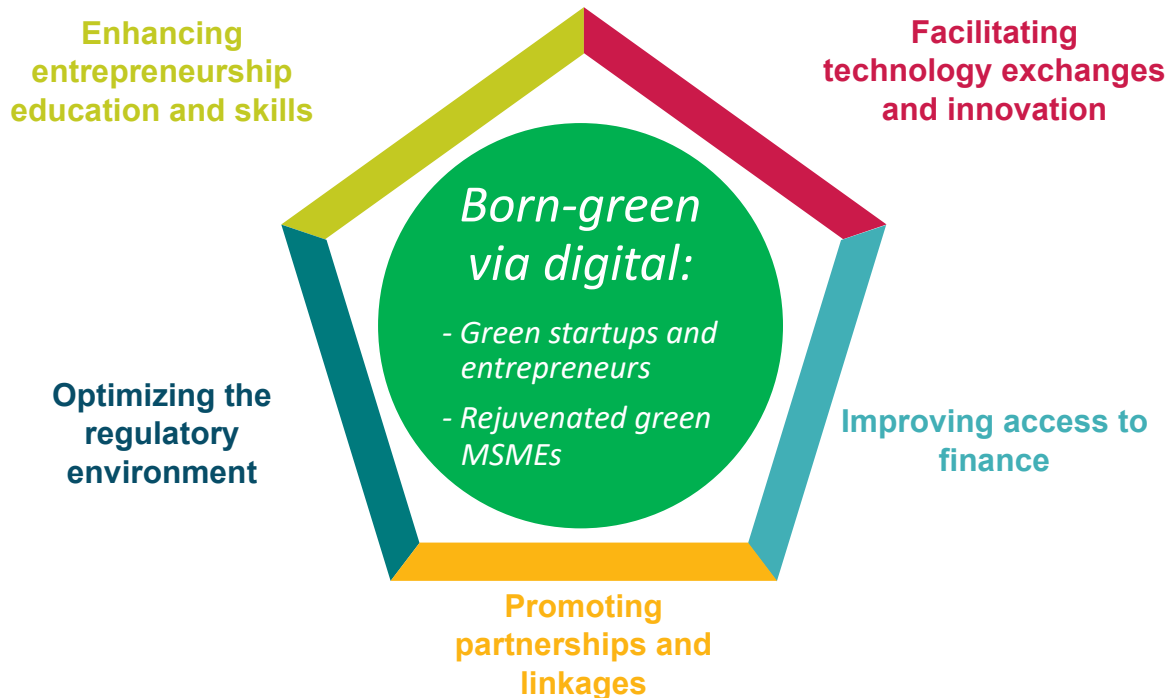 Enhancing
entrepreneurship
education and skills
Facilitating
technology exchanges
and innovation
Born-green
via digital:
- Green startups and
entrepreneurs
- Rejuvenated green
MSMEs
Optimizing the
regulatory
environment
Improving access to
finance
Promoting
partnerships and
linkages